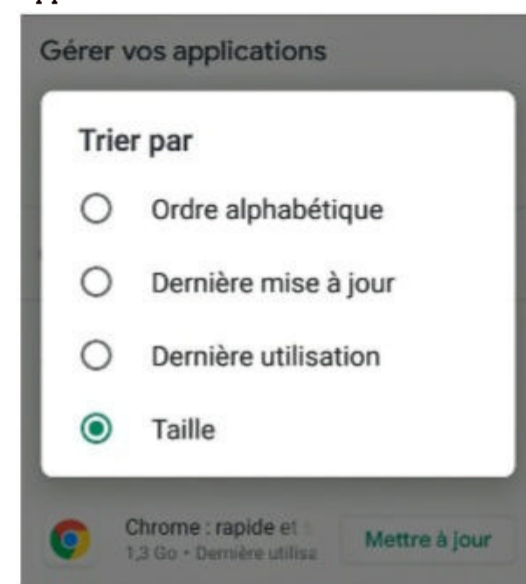 Gérer vos applications
Trier par
Ordre alphabétique
Dernière mise à jour
Dernière utilisation
Taille
Chrome : rapide et
1,3 Go • Dernière utilisa
Mettre à jour